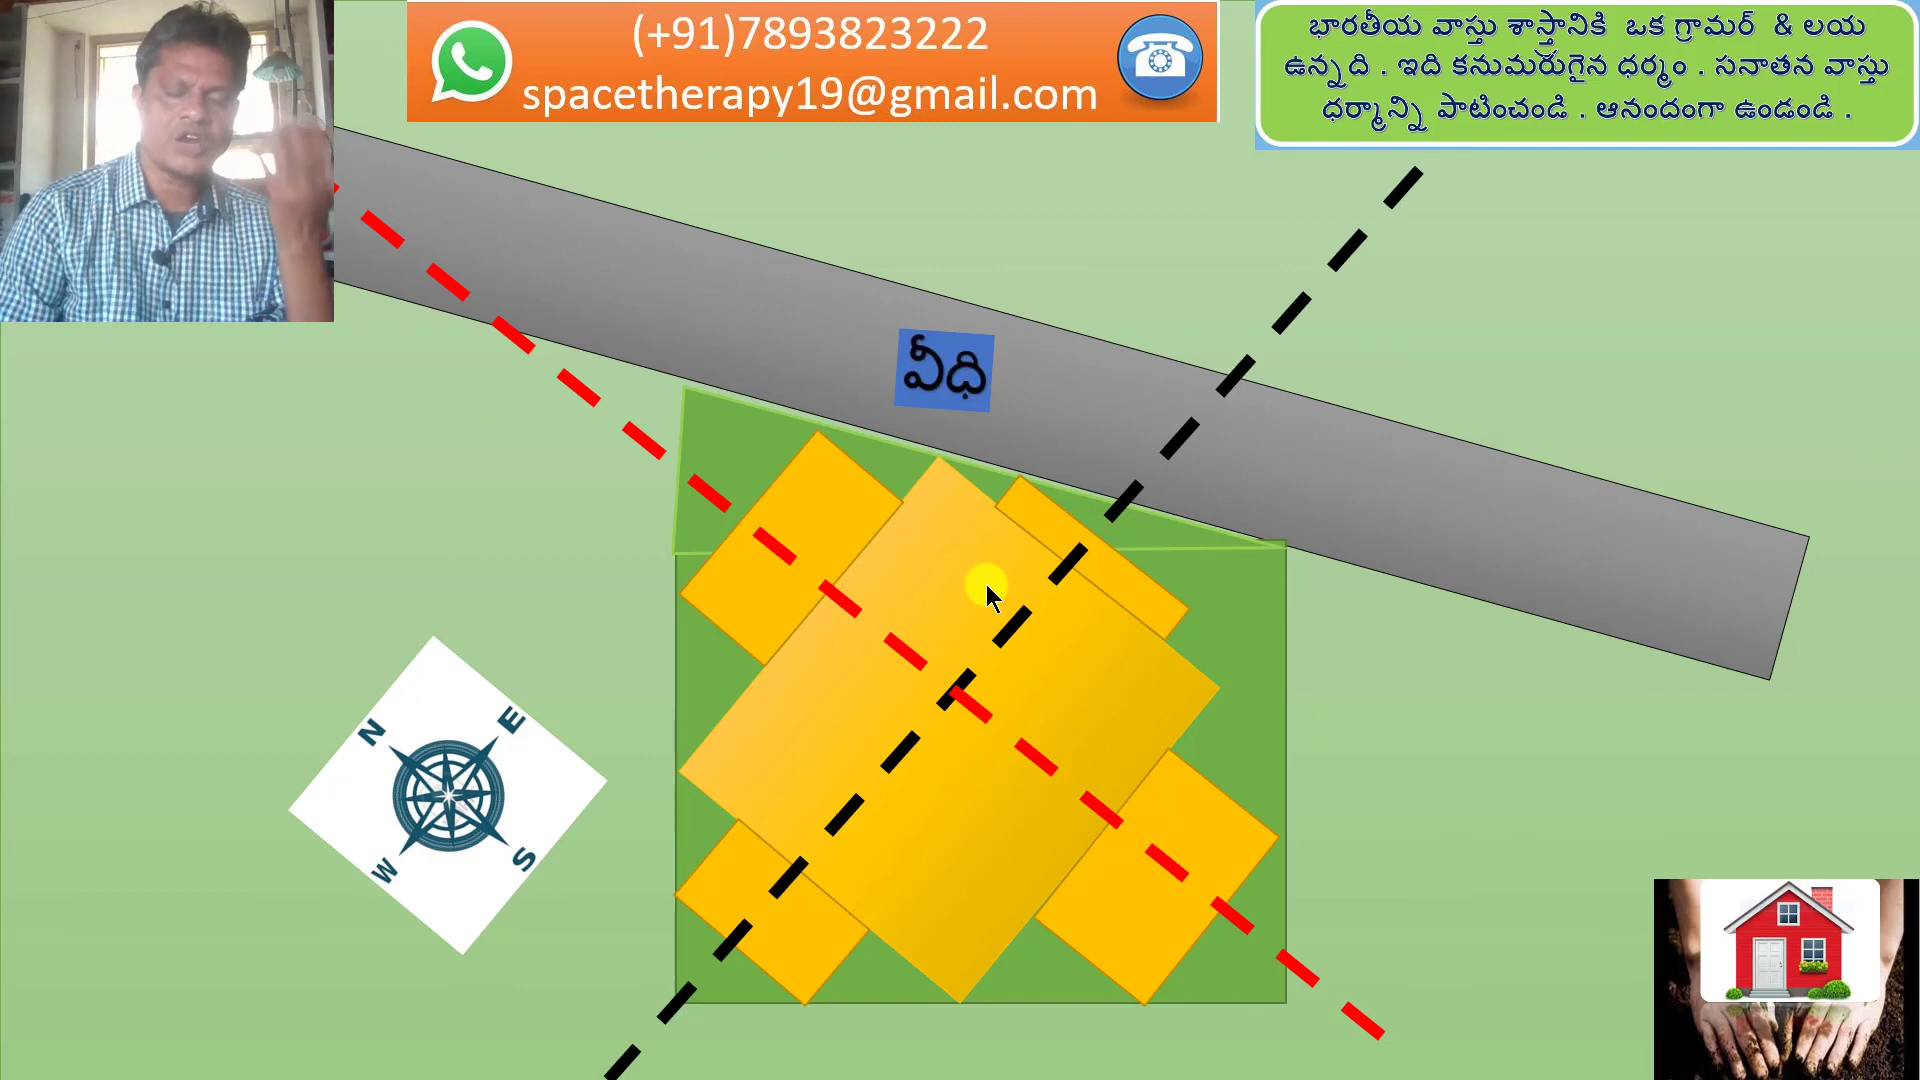 (+91)7893823222
spacetherapy19@gmail.com
భారతీయ వాస్తు శాస్త్రానికి ఒక గ్రామర్ & లయ
ఉన్నది . ఇది కనుమరుగైన ధర్మం . సనాతన వాస్తు
ధర్మాన్ని పాటించండి . ఆనందంగా ఉండండి .
వీధి
N
E
W
S